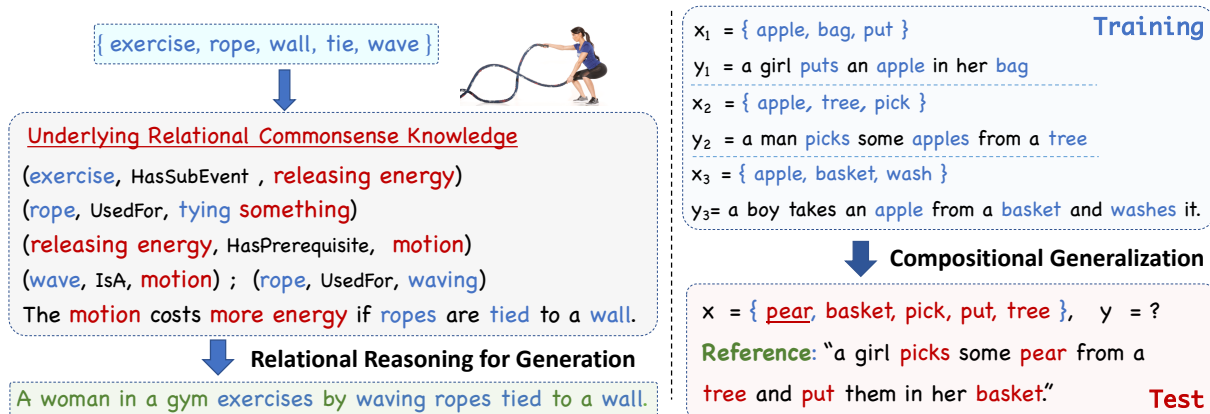 { exercise, rope, wall, tie, wave }
Underlying Relational Commonsense Knowledge
(exercise, HasSubEvent , releasing energy)
(rope, UsedFor, tying something)
(releasing energy, HasPrerequisite, motion)
(wave, IsA, motion) ; (rope, UsedFor, waving)
The motion costs more energy if ropes are tied to a wall.
Relational Reasoning for Generation
A woman in a gym exercises by waving ropes tied to a wall.
Training
x1 = { apple, bag, put }
y1 = a girl puts an apple in her bag
x2 = { apple, tree, pick }
y2 = a man picks some apples from a tree
x3 = { apple, basket, wash }
y3= a boy takes an apple from a basket and washes it.
Compositional Generalization
x = { pear, basket, pick, put, tree }, y = ?
Reference: “a girl picks some pear from a
tree and put them in her basket.”
Test